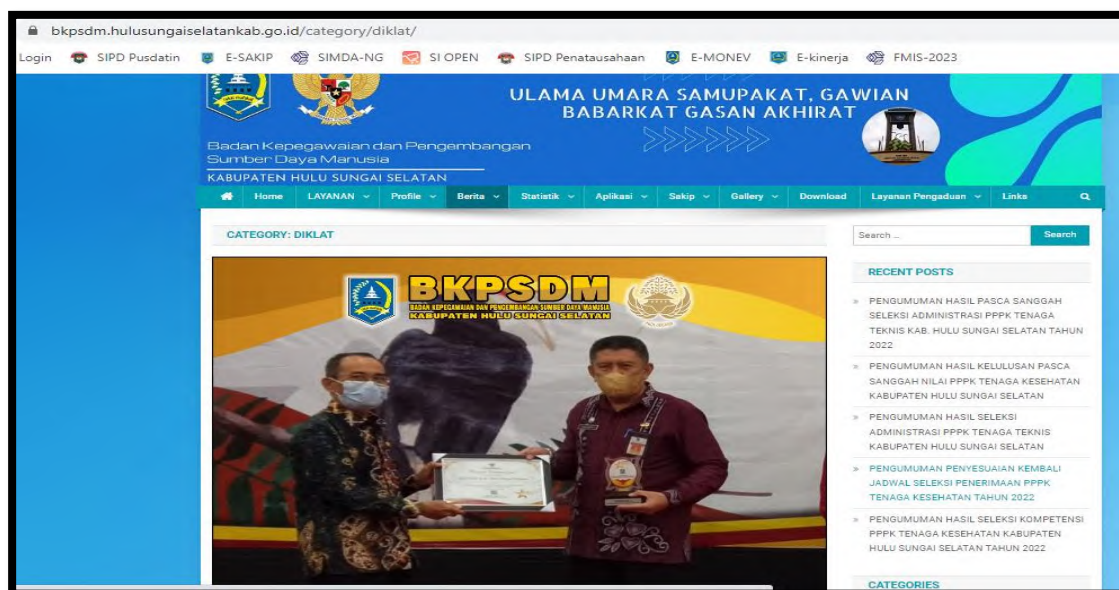 bkpsdm.hulusungaiselatankab.go.id/category/diklat/
Login SIPD Pusdatin E-SAKIP SIMDA-NG SI OPEN SIPD Penatausahaan E-MONEV E-kinerja FMIS-2023
ULAMA UMARA SAMUPAKAT, GAWIAN
BABARKAT GASAN AKHIRAT
Badan Kepegawaian dan Pengembangan
Sumber Daya Manusia
KABUPATEN HULU SUNGAI SELATAN
Home LAYANAN Profile Berita Statistik Aplikasi Sakip Gallery Download Layanan Pengaduan Links
CATEGORY: DIKLAT
BKPSDM
BADAN KEPEGAWAIAN DAN PENGEMBANGAN SUMBER DAYA MANUSIA
KABUPATEN HULU SUNGAI SELATAN
Search ...
Search
RECENT POSTS
» PENGUMUMAN HASIL PASCA SANGGAH
SELEKSI ADMINISTRASI PPPK TENAGA
TEKNIS KAB. HULU SUNGAI SELATAN TAHUN
2022
» PENGUMUMAN HASIL KELULUSAN PASCA
SANGGAH NILAI PPPK TENAGA KESEHATAN
KABUPATEN HULU SUNGAI SELATAN
» PENGUMUMAN HASIL SELEKSI
ADMINISTRASI PPPK TENAGA TEKNIS
KABUPATEN HULU SUNGAI SELATAN
» PENGUMUMAN PENYESUAIAN KEMBALI
JADWAL SELEKSI PENERIMAAN PPPK
TENAGA KESEHATAN TAHUN 2022
» PENGUMUMAN HASIL SELEKSI KOMPETENSI
PPPK TENAGA KESEHATAN KABUPATEN
HULU SUNGAI SELATAN TAHUN 2022
CATEGORIES